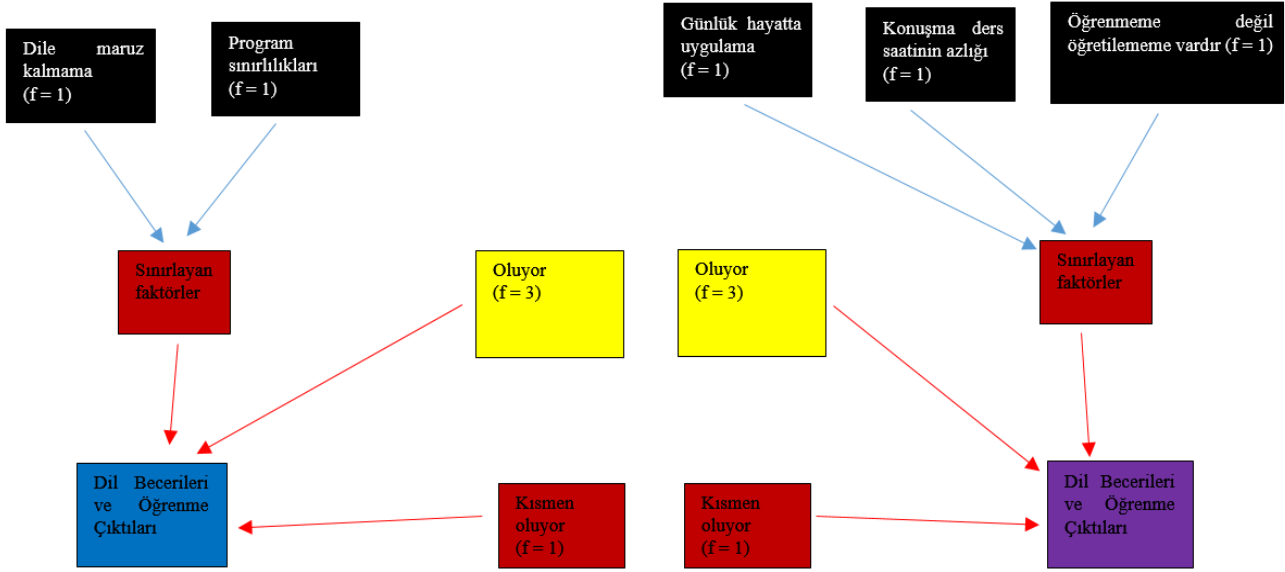 Dile maruz
kalmama
(f = 1)
Program
sınırlılıkları
(f = 1)
Günlük hayatta
uygulama
(f = 1)
Konuşma ders
saatinin azlığı
(f = 1)
Öğrenmeme değil
öğretilememe vardır (f = 1)
Sınırlayan
faktörler
Oluyor
(f = 3)
Oluyor
(f = 3)
Sınırlayan
faktörler
Dil Becerileri
ve Öğrenme
Çıktıları
Kısmen
oluyor
(f = 1)
Kısmen
oluyor
(f = 1)
Dil Becerileri
ve Öğrenme
Çıktıları